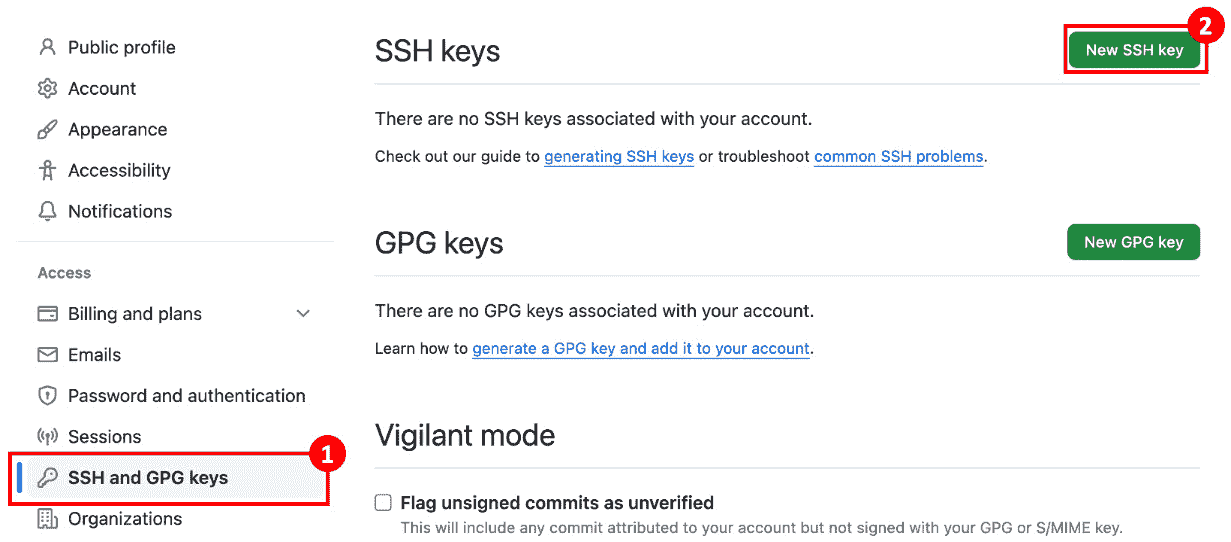 Public profile
Account
Appearance
Accessibility
Notifications
Access
Billing and plans
Emails
Password and authentication
Sessions
1
SSH and GPG keys
Organizations
SSH keys
2
New SSH key
There are no SSH keys associated with your account.
Check out our guide to generating SSH keys or troubleshoot common SSH problems.
GPG keys
New GPG key
There are no GPG keys associated with your account.
Learn how to generate a GPG key and add it to your account.
Vigilant mode
Flag unsigned commits as unverified
This will include any commit attributed to your account but not signed with your GPG or S/MIME key.